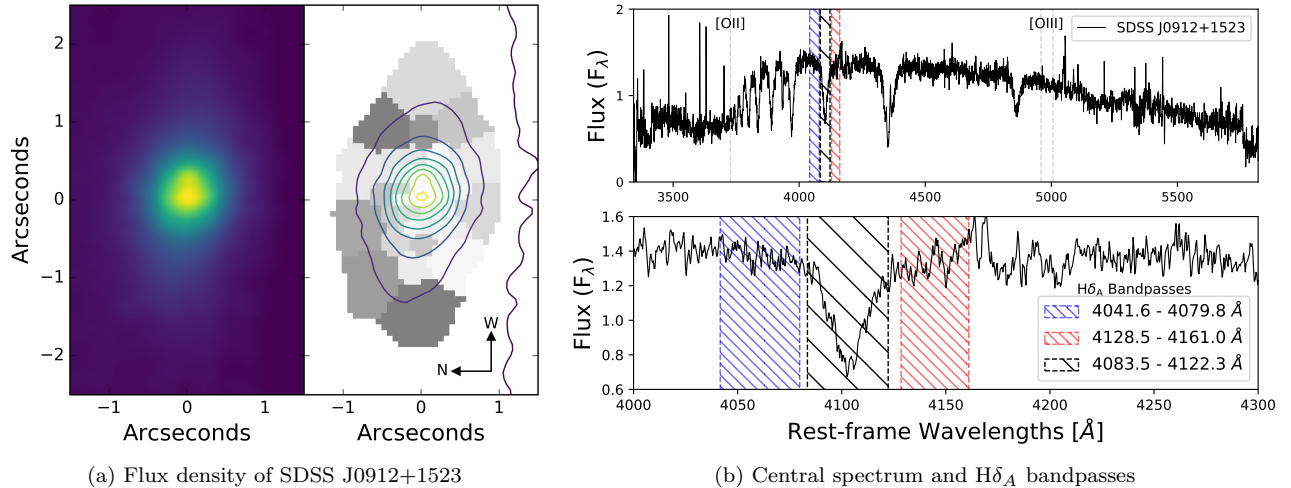 2
1
0
−1
−2
Arcseconds
−1 0 1
Arcseconds
−1 0 1
Arcseconds
W
N
(a) Flux density of SDSS J0912+1523
[OII]
[OIII]
SDSS J0912+1523
2
1
0
Flux (Fλ)
3500 4000 4500 5000 5500
1.6
1.4
1.2
1.0
0.8
0.6
Flux (Fλ)
HδA Bandpasses
4041.6 - 4079.8 Å
4128.5 - 4161.0 Å
4083.5 - 4122.3 Å
4000 4050 4100 4150 4200 4250 4300
Rest-frame Wavelengths [Å]
(b) Central spectrum and HδA bandpasses